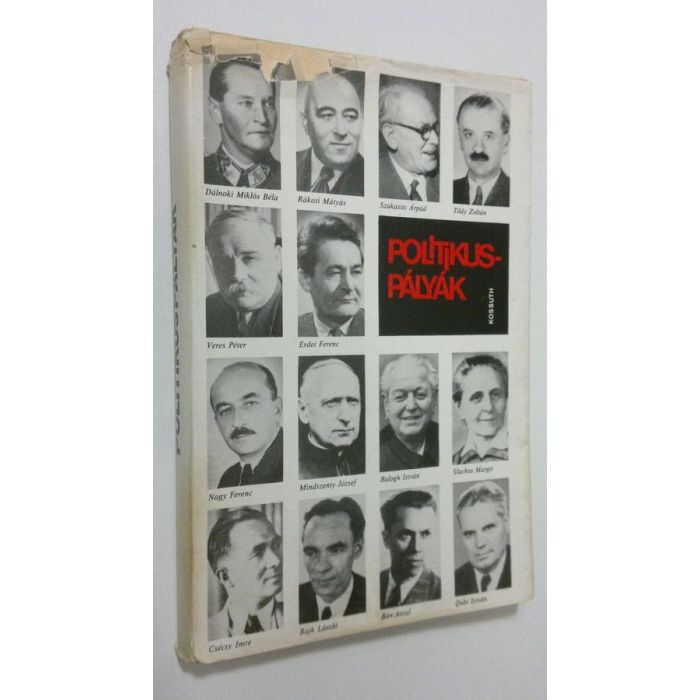 POLITIKUSPÁLYÁK
Dálnoki Miklós Béla
Rákosi Mátyás
Szakasits Árpád
Tildy Zoltán
Veres Péter
Erdei Ferenc
POLITIKUS-
PÁLYÁK
KOSSUTH
Nagy Ferenc
Mindszenty József
Balogh István
Slachta Margit
Csécsy Imre
Rajk László
Bán Antal
Dobi István